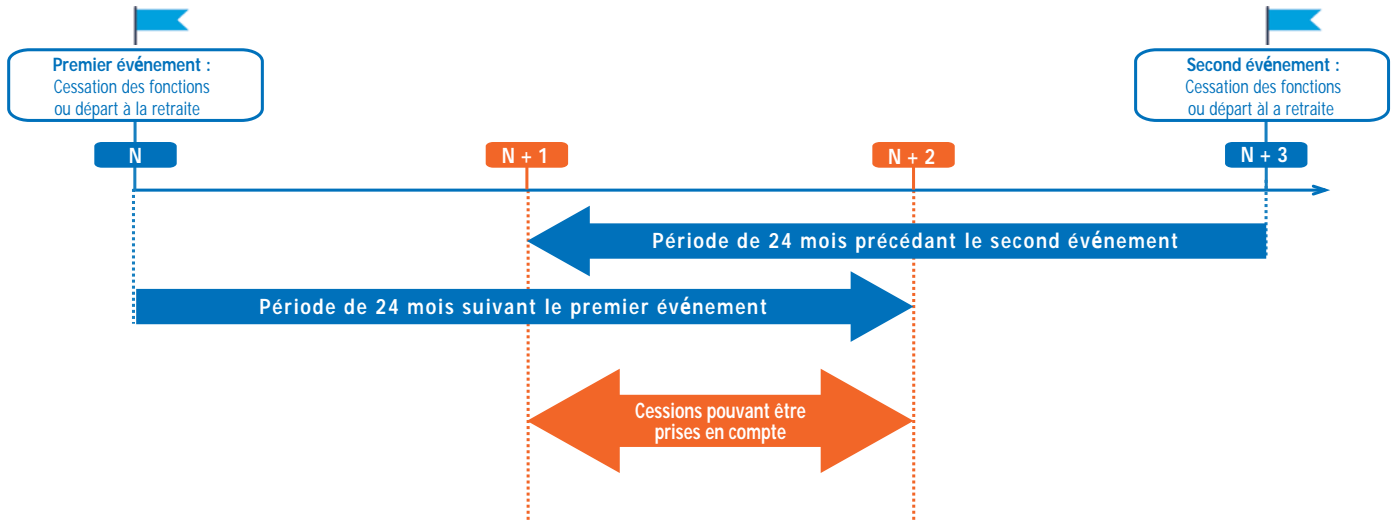 Premier événement :
Cessation des fonctions
ou départ à la retraite
Second événement :
Cessation des fonctions
ou départ àl a retraite
N
N + 1
N + 2
N + 3
Période de 24 mois précédant le second événement
Période de 24 mois suivant le premier événement
Cessions pouvant être
prises en compte